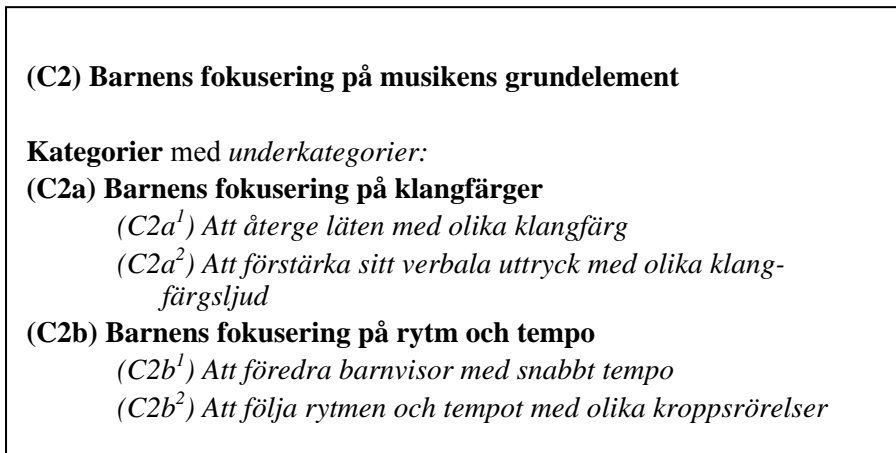 (C2) Barnens fokusering på musikens grundelement
Kategorier med underkategorier:
(C2a) Barnens fokusering på klangfärger
(C2a¹) Att återge läten med olika klangfärg
(C2a²) Att förstärka sitt verbala uttryck med olika klang-
färgsljud
(C2b) Barnens fokusering på rytm och tempo
(C2b¹) Att föredra barnvisor med snabbt tempo
(C2b²) Att följa rytmen och tempot med olika kroppsrörelser